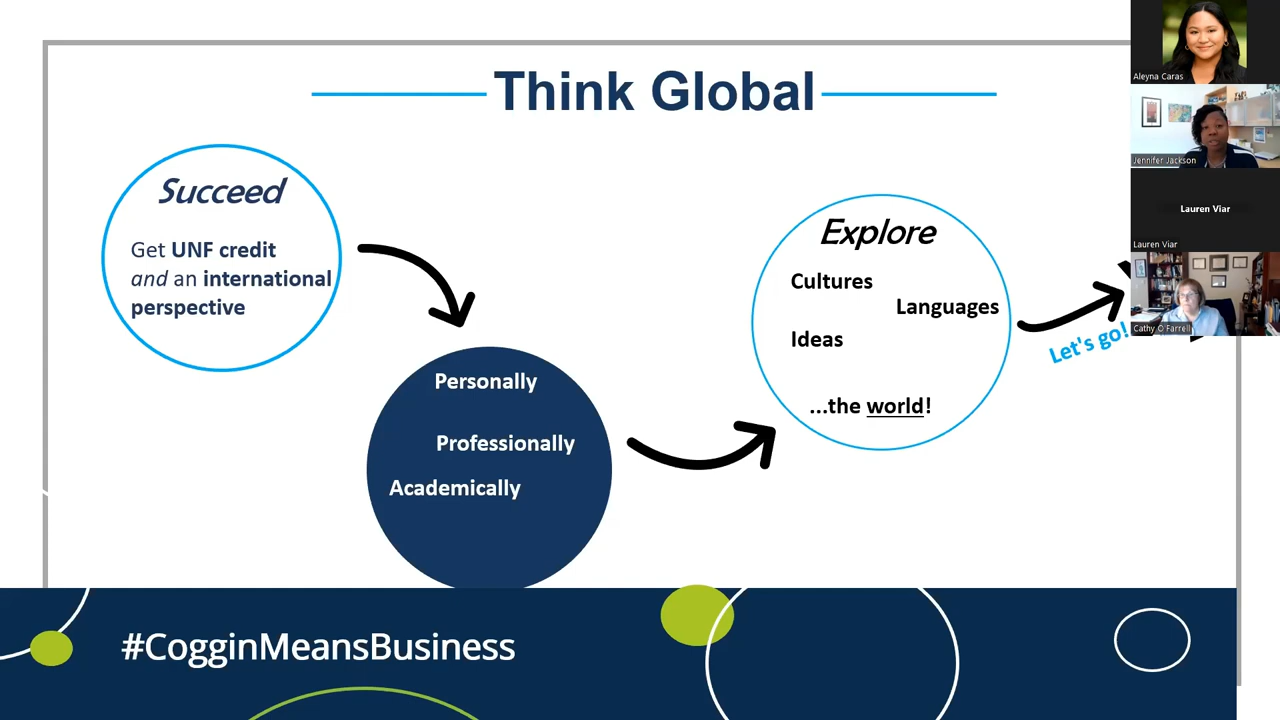 Think Global
Succeed
Get UNF credit
and an international
perspective
Personally
Professionally
Academically
Explore
Cultures
Languages
Ideas
...the world!
Let's go!
#CogginMeansBusiness
Aleyna Caras
Jennifer Jackson
Lauren Viar
Lauren Viar
Cathy O Farrell